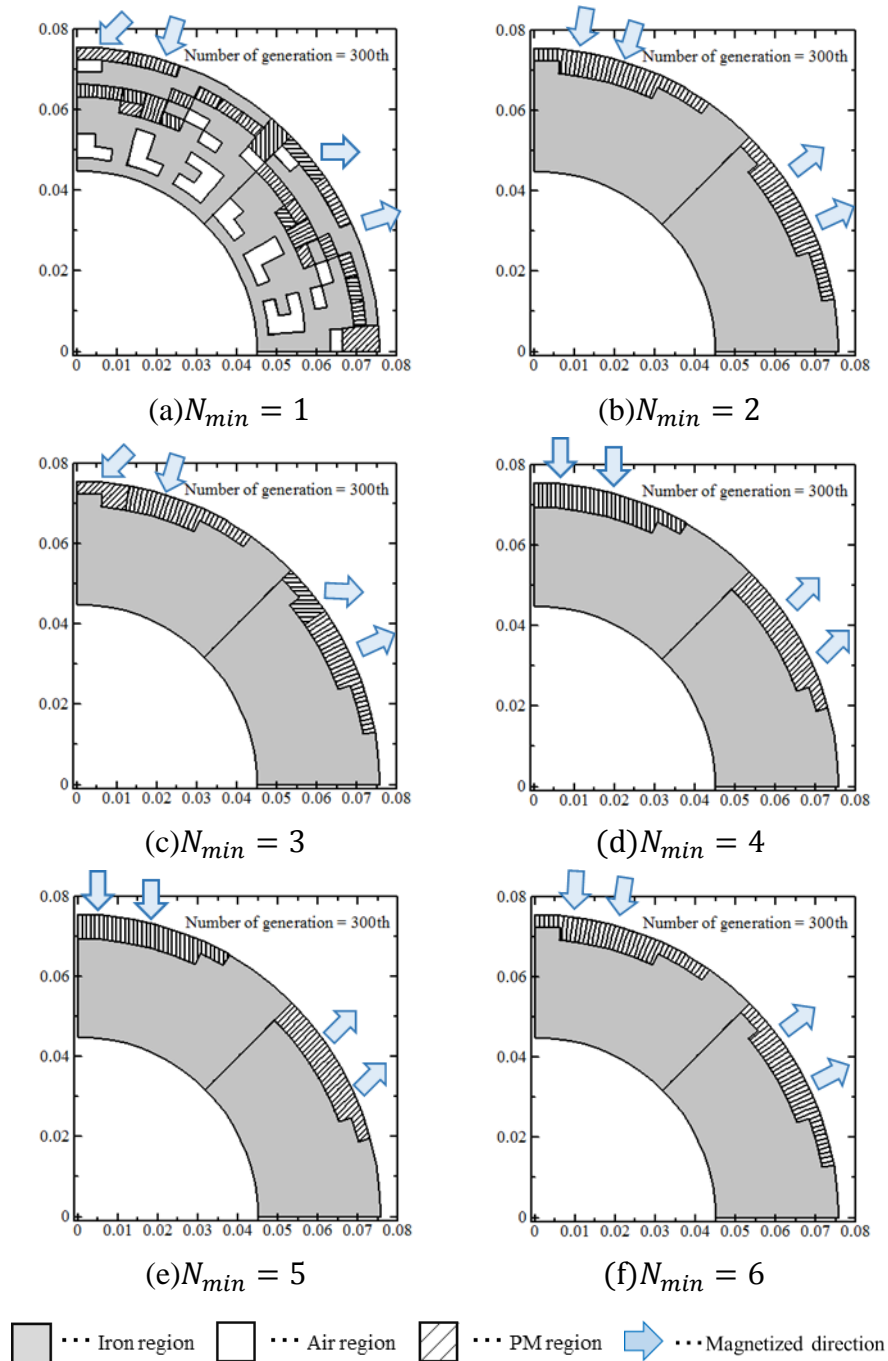 0.08
Number of generation = 300th
0.06
0.04
0.02
0
0 0.01 0.02 0.03 0.04 0.05 0.06 0.07 0.08
(a)N_min = 1
0.08
Number of generation = 300th
0.06
0.04
0.02
0
0 0.01 0.02 0.03 0.04 0.05 0.06 0.07 0.08
(b)N_min = 2
0.08
Number of generation = 300th
0.06
0.04
0.02
0
0 0.01 0.02 0.03 0.04 0.05 0.06 0.07 0.08
(c)N_min = 3
0.08
Number of generation = 300th
0.06
0.04
0.02
0
0 0.01 0.02 0.03 0.04 0.05 0.06 0.07 0.08
(d)N_min = 4
0.08
Number of generation = 300th
0.06
0.04
0.02
0
0 0.01 0.02 0.03 0.04 0.05 0.06 0.07 0.08
(e)N_min = 5
0.08
Number of generation = 300th
0.06
0.04
0.02
0
0 0.01 0.02 0.03 0.04 0.05 0.06 0.07 0.08
(f)N_min = 6
··· Iron region ··· Air region ··· PM region ···Magnetized direction